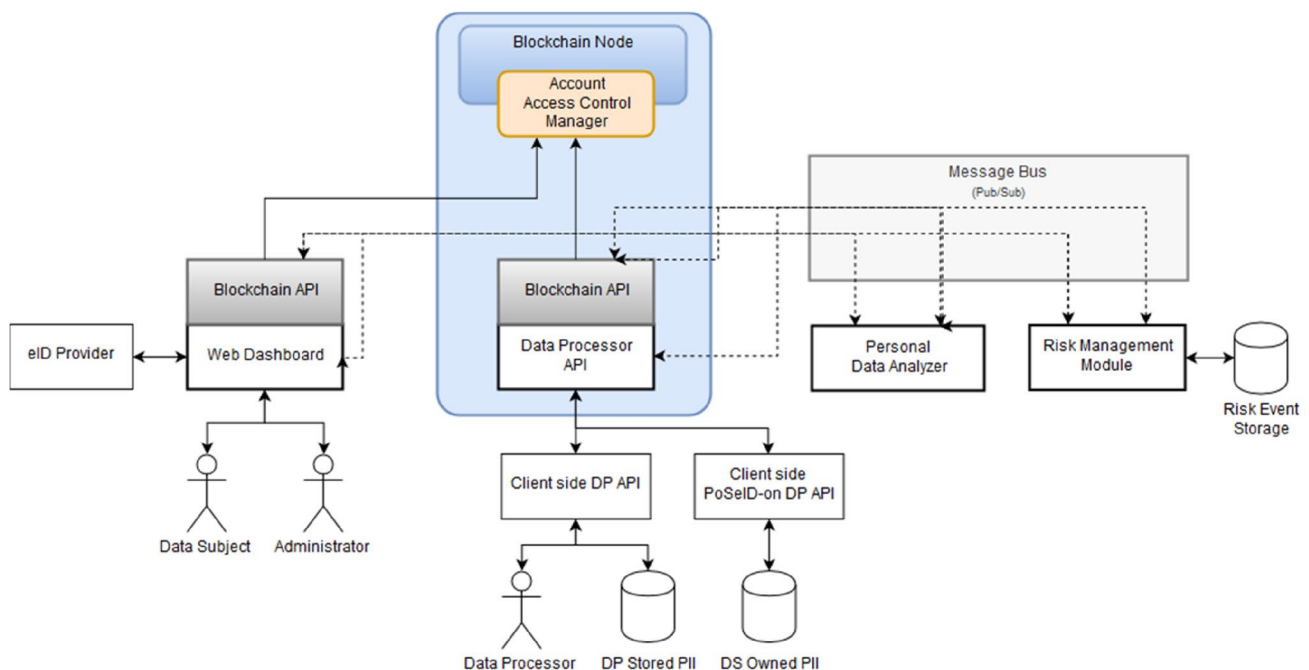 Blockchain Node
Account
Access Control
Manager
Message Bus
(Pub/Sub)
Blockchain API
Blockchain API
eID Provider
Web Dashboard
Data Processor
API
Personal
Data Analyzer
Risk Management
Module
Risk Event
Storage
Client side DP API
Client side
PoSeID-on DP API
Data Subject
Administrator
Data Processor
DP Stored PII
DS Owned PII